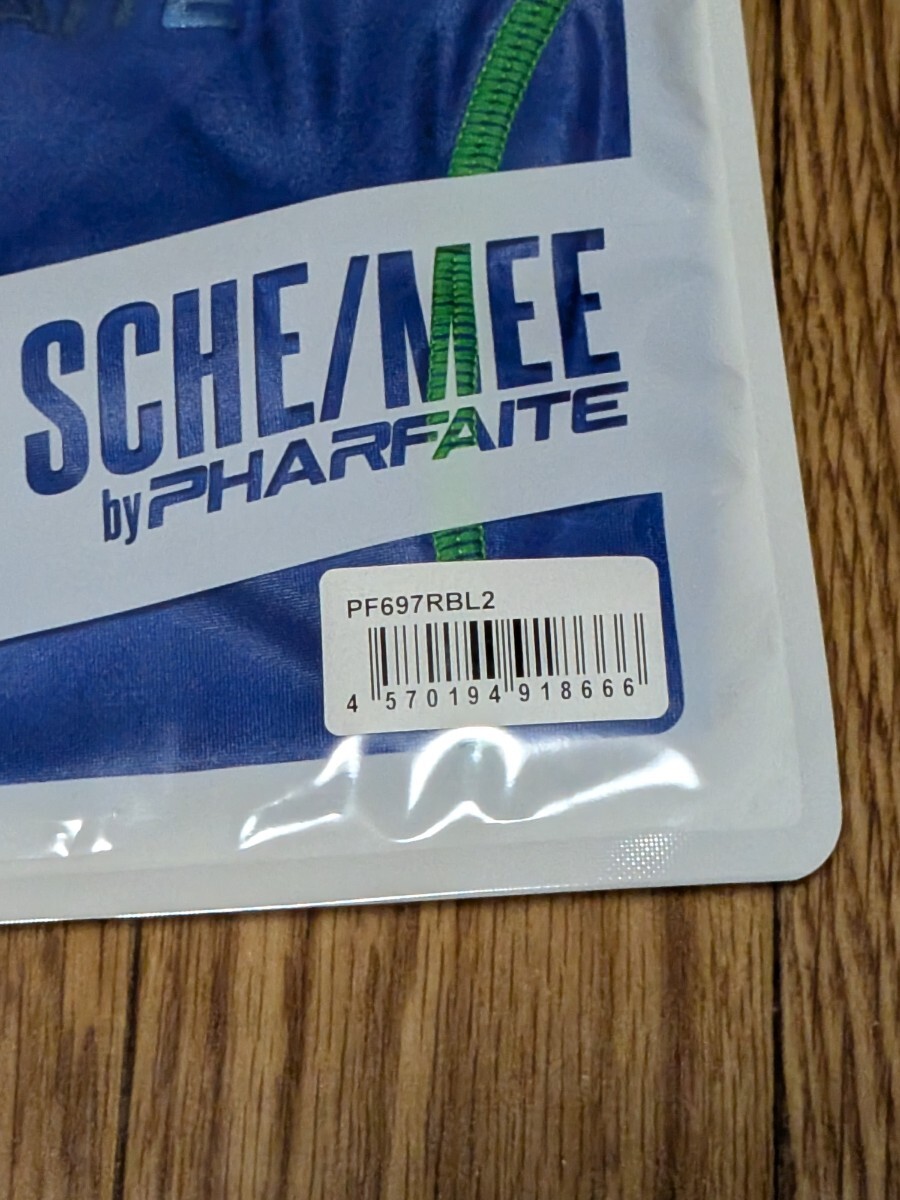 SCHE/MEE
by PHARFAITE
PF697RBL2
4 570194 918666